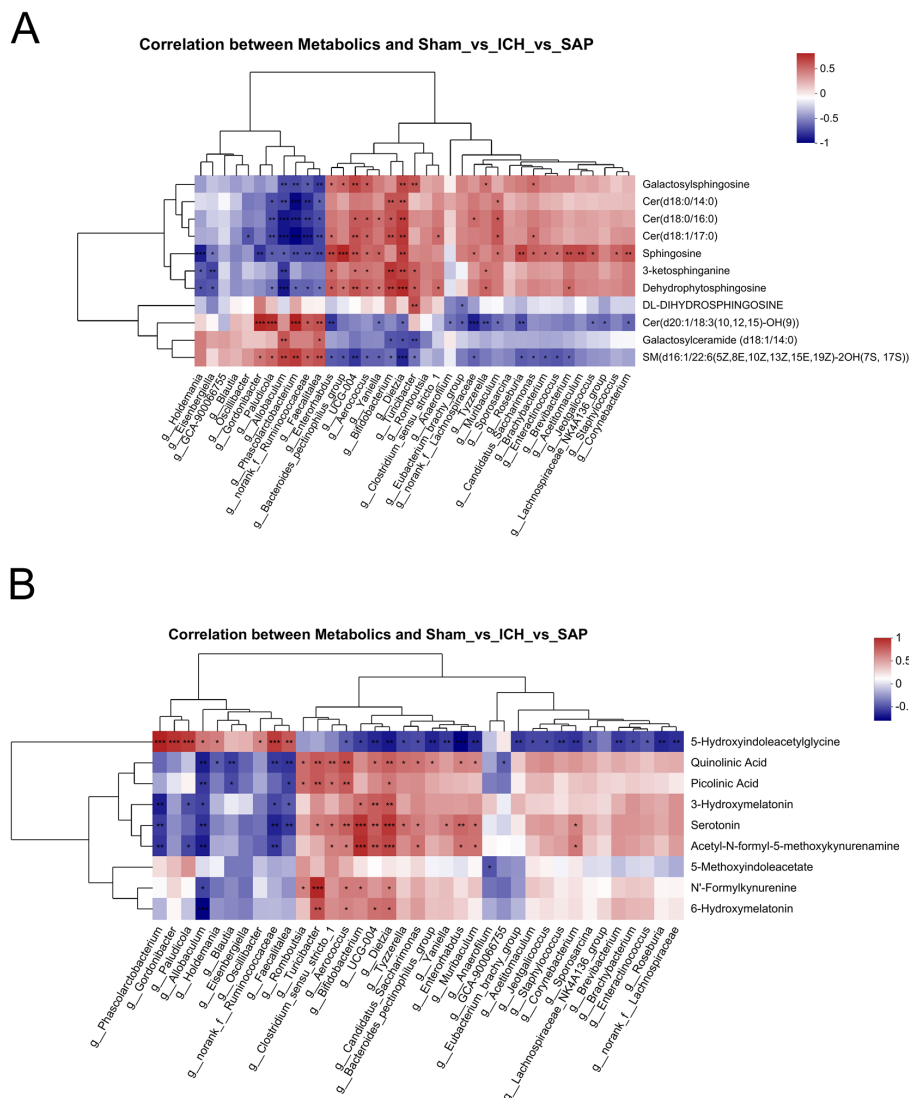 A
Correlation between Metabolics and Sham_vs_ICH_vs_SAP
0.5
0
-0.5
-1
Galactosylsphingosine
Cer(d18:0/14:0)
Cer(d18:0/16:0)
Cer(d18:1/17:0)
Sphingosine
3-ketosphinganine
Dehydrophytosphingosine
DL-DIHYDROSPHINGOSINE
Cer(d20:1/18:3(10,12,15)-OH(9))
Galactosylceramide (d18:1/14:0)
SM(d16:1/22:6(5Z,8E,10Z,13Z,15E,19Z)-2OH(7S, 17S))
g__Holdemania
g__Eisenbergiella
g__GCA-900066755
g__Blautia
g__Oscillibacter
g__Gordonibacter
g__Paludicola
g__Allobaculum
g__Phascolarctobacterium
g__norank_f__Ruminococcaceae
g__Faecalitalea
g__Enterorhabdus
g__Bacteroides_pectinophilus_group
g__UCG-004
g__Aerococcus
g__Yaniella
g__Bifidobacterium
g__Dietzia
g__Turicibacter
g__Romboutsia
g__Clostridium_sensu_stricto_1
g__Anaerofilum
g__Eubacterium_brachy_group
g__norank_f__Lachnospiraceae
g__Tyzzerella
g__Muribaculum
g__Sporosarcina
g__Roseburia
g__Candidatus_Saccharimonas
g__Brachybacterium
g__Enteractinococcus
g__Brevibacterium
g__Acetitomaculum
g__Jeotgalicoccus
g__Lachnospiraceae_NK4A136_group
g__Staphylococcus
g__Corynebacterium
B
Correlation between Metabolics and Sham_vs_ICH_vs_SAP
1
0.5
0
-0.5
5-Hydroxyindoleacetylglycine
Quinolinic Acid
Picolinic Acid
3-Hydroxymelatonin
Serotonin
Acetyl-N-formyl-5-methoxykynurenamine
5-Methoxyindoleacetate
N'-Formylkynurenine
6-Hydroxymelatonin
g__Phascolarctobacterium
g__Gordonibacter
g__Paludicola
g__Allobaculum
g__Holdemania
g__Blautia
g__Eisenbergiella
g__Oscillibacter
g__norank_f__Ruminococcaceae
g__Faecalitalea
g__Romboutsia
g__Turicibacter
g__Clostridium_sensu_stricto_1
g__Aerococcus
g__Bifidobacterium
g__UCG-004
g__Dietzia
g__Tyzzerella
g__Candidatus_Saccharimonas
g__Bacteroides_pectinophilus_group
g__Yaniella
g__Enterorhabdus
g__Muribaculum
g__Anaerofilum
g__GCA-900066755
g__Eubacterium_brachy_group
g__Acetitomaculum
g__Jeotgalicoccus
g__Staphylococcus
g__Corynebacterium
g__Sporosarcina
g__Lachnospiraceae_NK4A136_group
g__Brevibacterium
g__Brachybacterium
g__Enteractinococcus
g__Roseburia
g__norank_f__Lachnospiraceae